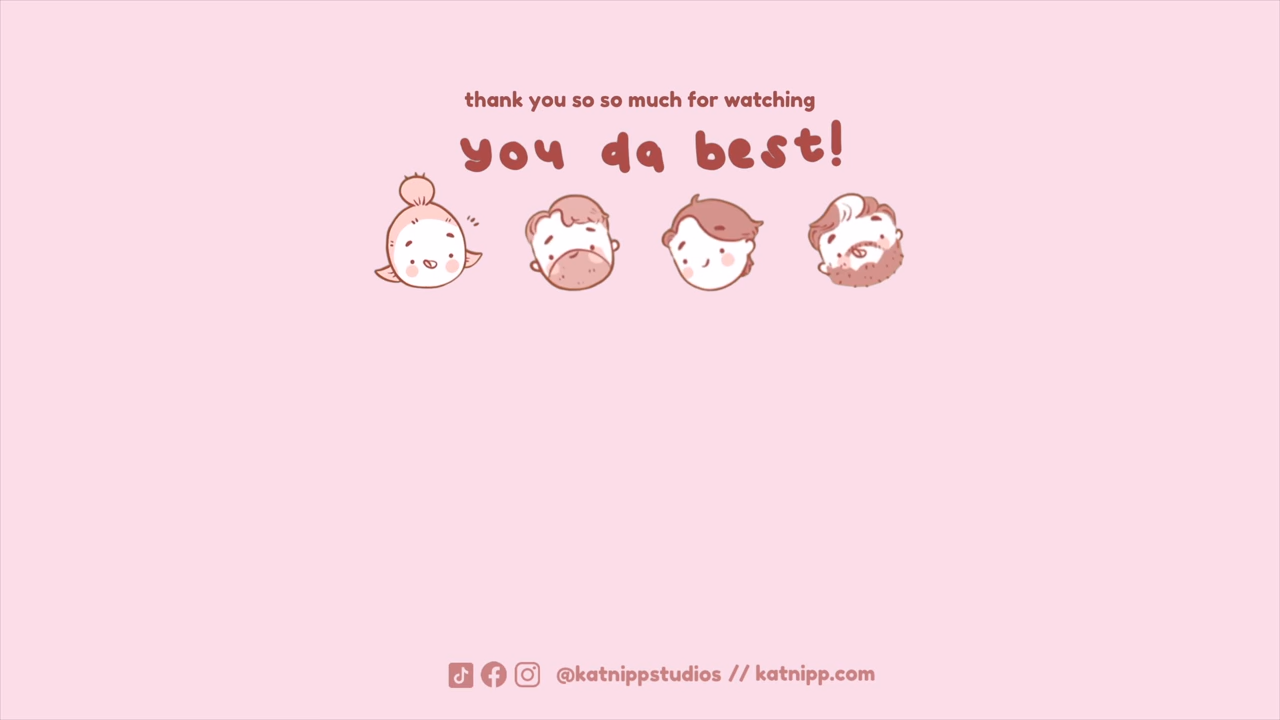 thank you so so much for watching
you da best!
@katnippstudios // katnipp.com